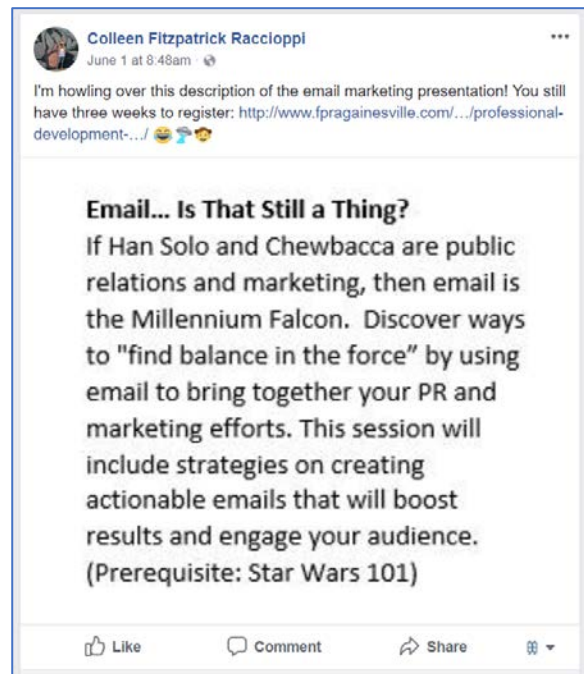 Colleen Fitzpatrick Raccioppi
June 1 at 8:48am ·
I'm howling over this description of the email marketing presentation! You still
have three weeks to register: http://www.fpragainesville.com/.../professional-
development-.../
Email... Is That Still a Thing?
If Han Solo and Chewbacca are public
relations and marketing, then email is
the Millennium Falcon.  Discover ways
to "find balance in the force” by using
email to bring together your PR and
marketing efforts. This session will
include strategies on creating
actionable emails that will boost
results and engage your audience.
(Prerequisite: Star Wars 101)
Like Comment Share